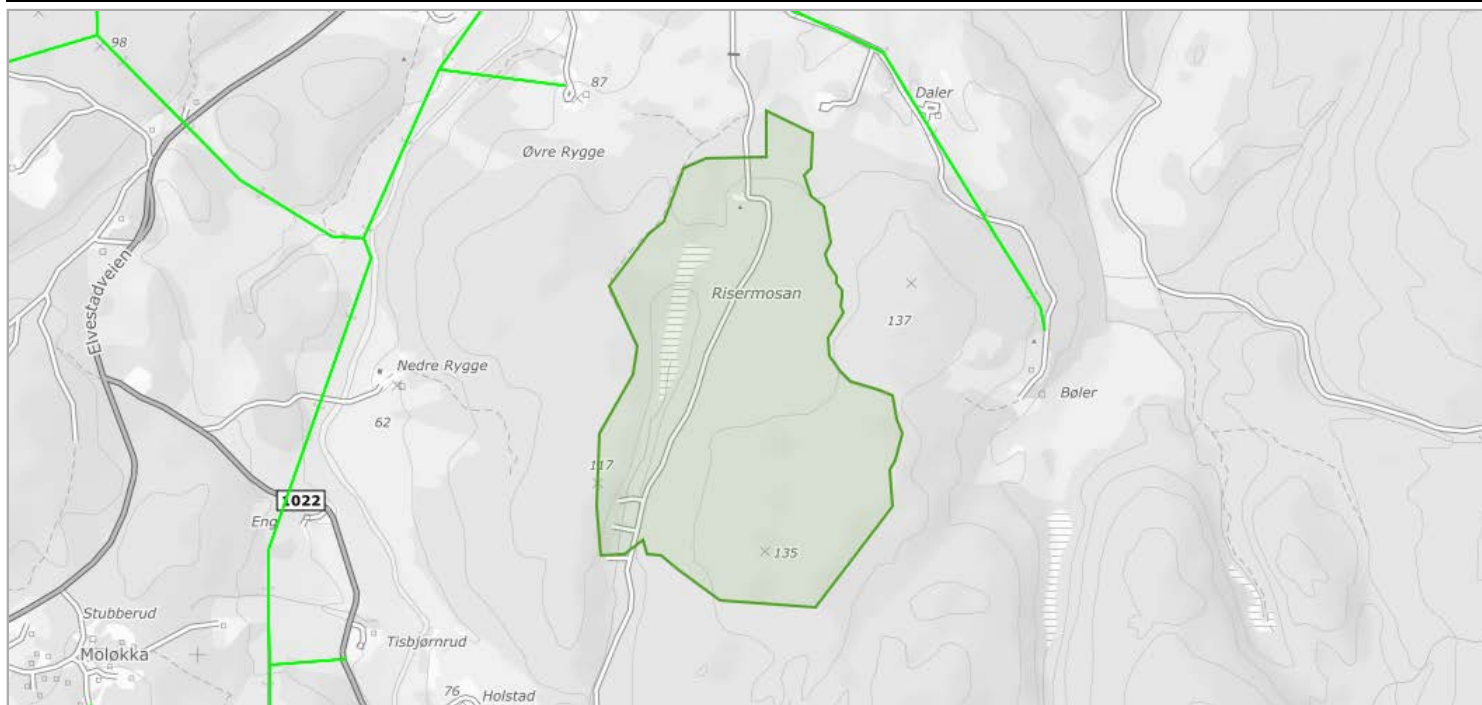 98
87
Daler
Øvre Rygge
Elvestadveien
Risermosan
137
Nedre Rygge
Bøler
62
117
1022
Eng
135
Stubberud
Tisbjørnrud
Moløkka
76
Holstad